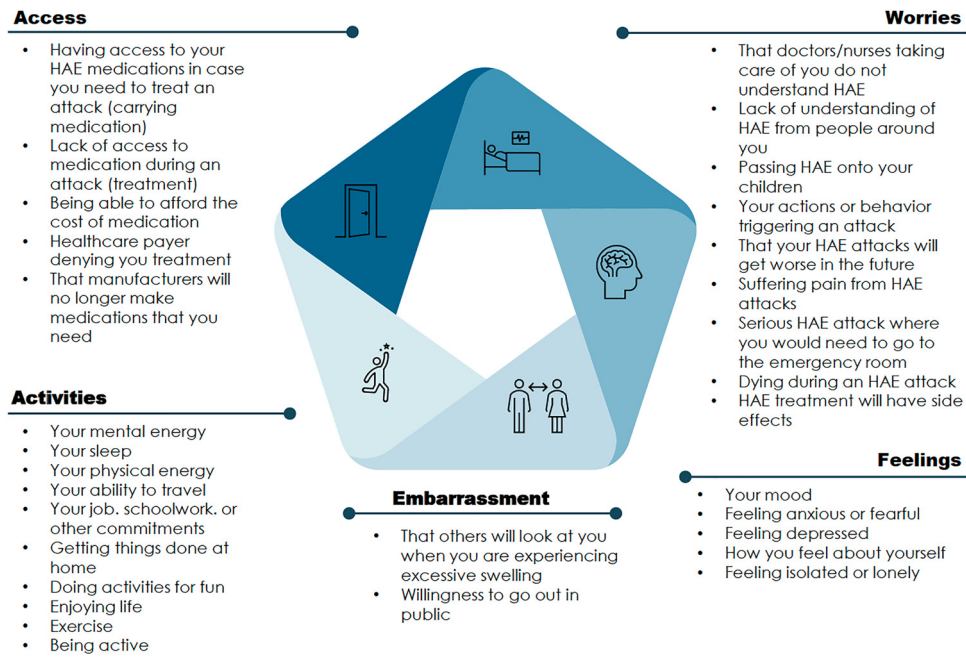 Access
• Having access to your
HAE medications in case
you need to treat an
attack (carrying
medication)
• Lack of access to
medication during an
attack (treatment)
• Being able to afford the
cost of medication
• Healthcare payer
denying you treatment
• That manufacturers will
no longer make
medications that you
need
Worries
• That doctors/nurses taking
care of you do not
understand HAE
• Lack of understanding of
HAE from people around
you
• Passing HAE onto your
children
• Your actions or behavior
triggering an attack
• That your HAE attacks will
get worse in the future
• Suffering pain from HAE
attacks
• Serious HAE attack where
you would need to go to
the emergency room
• Dying during an HAE attack
• HAE treatment will have side
effects
Activities
• Your mental energy
• Your sleep
• Your physical energy
• Your ability to travel
• Your job. schoolwork. or
other commitments
• Getting things done at
home
• Doing activities for fun
• Enjoying life
• Exercise
• Being active
Embarrassment
• That others will look at you
when you are experiencing
excessive swelling
• Willingness to go out in
public
Feelings
• Your mood
• Feeling anxious or fearful
• Feeling depressed
• How you feel about yourself
• Feeling isolated or lonely